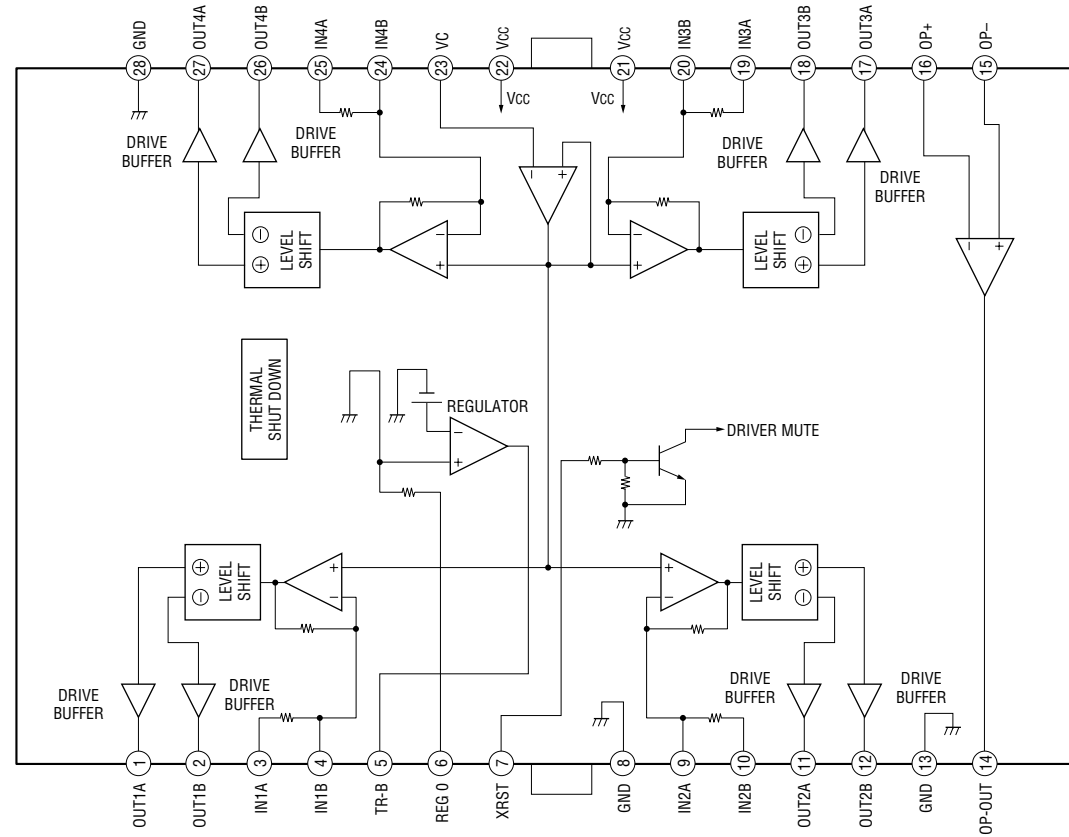 GND
OUT4A
OUT4B
IN4A
IN4B
VC
VCC
VCC
IN3B
IN3A
OUT3B
OUT3A
OP+
OP–
28
27
26
25
24
23
22
21
20
19
18
17
16
15
VCC
VCC
DRIVE
BUFFER
DRIVE
BUFFER
DRIVE
BUFFER
DRIVE
BUFFER
– +
– +
–
+
LEVEL
SHIFT
–
+
–
+
LEVEL
SHIFT
–
+
THERMAL
SHUT DOWN
REGULATOR
–
+
DRIVER MUTE
+
–
LEVEL
SHIFT
+
–
+
–
LEVEL
SHIFT
+
–
DRIVE
BUFFER
DRIVE
BUFFER
DRIVE
BUFFER
DRIVE
BUFFER
1
2
3
4
5
6
7
8
9
10
11
12
13
14
OUT1A
OUT1B
IN1A
IN1B
TR-B
REG 0
XRST
GND
IN2A
IN2B
OUT2A
OUT2B
GND
OP-OUT